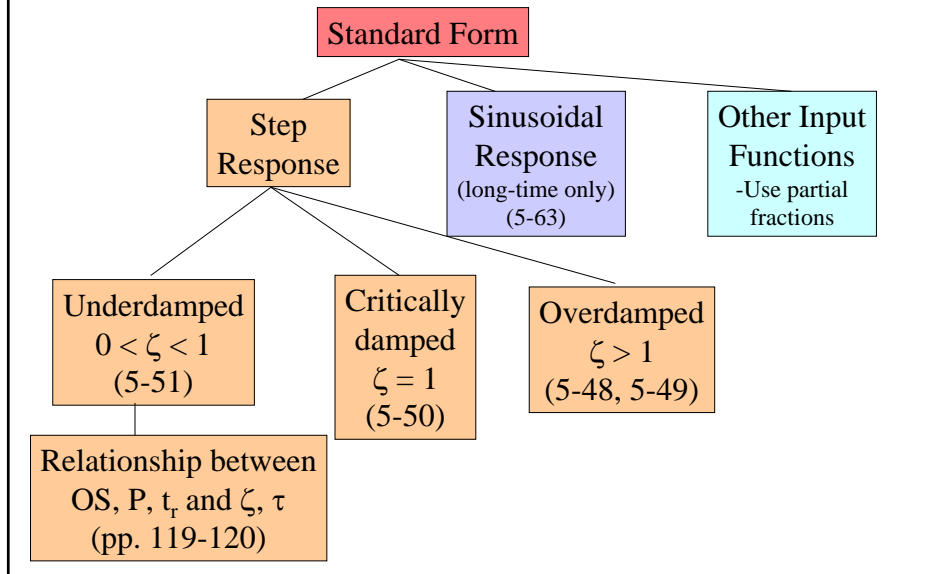 Standard Form
Step
Response
Sinusoidal
Response
(long-time only)
(5-63)
Other Input
Functions
-Use partial
fractions
Underdamped
0 < ζ < 1
(5-51)
Critically
damped
ζ = 1
(5-50)
Overdamped
ζ > 1
(5-48, 5-49)
Relationship between
OS, P, tᵣ and ζ, τ
(pp. 119-120)